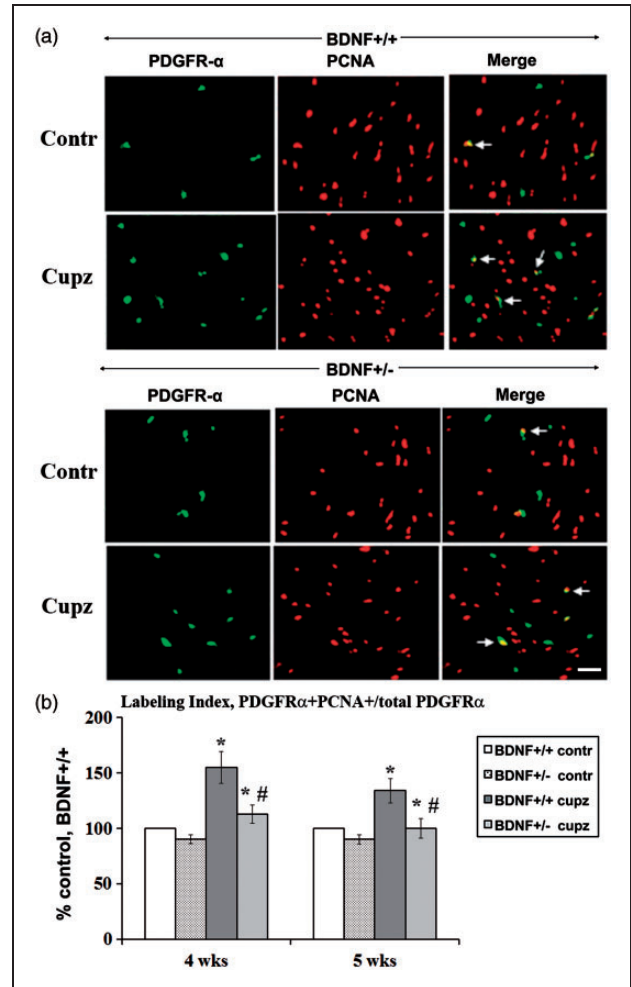 (a)
BDNF+/+
PDGFR-α PCNA Merge
Contr
Cupz
BDNF+/-
PDGFR-α PCNA Merge
Contr
Cupz
(b) Labeling Index, PDGFRα+PCNA+/total PDGFRα
% control, BDNF+/+
200
150
100
50
0
* * # * * #
4 wks 5 wks
BDNF+/+ contr
BDNF+/- contr
BDNF+/+ cupz
BDNF+/- cupz